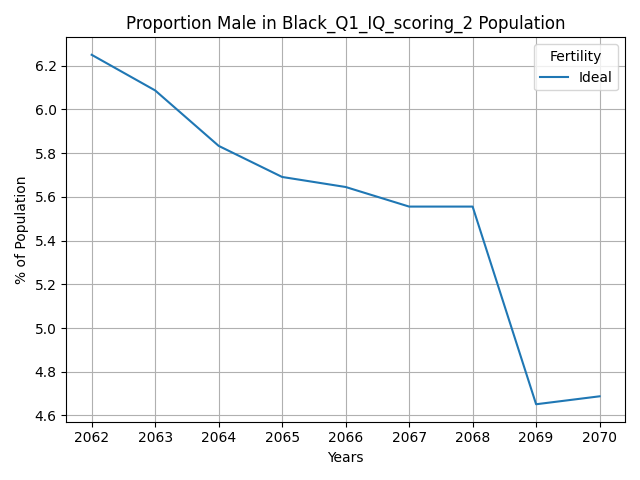 Proportion Male in Black_Q1_IQ_scoring_2 Population
Fertility
Ideal
% of Population
6.2
6.0
5.8
5.6
5.4
5.2
5.0
4.8
4.6
2062 2063 2064 2065 2066 2067 2068 2069 2070
Years